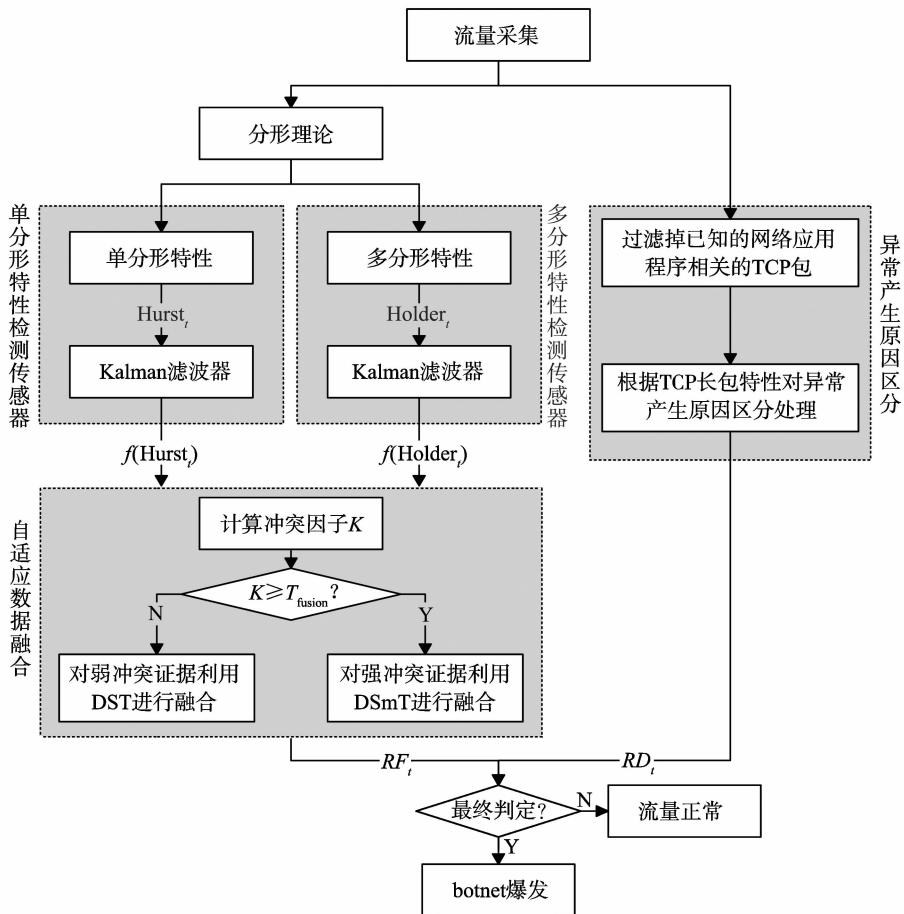 流量采集
分形理论
单分形特性检测传感器
单分形特性
Hurstt
Kalman滤波器
f(Hurstt)
多分形特性
Holdert
Kalman滤波器
f(Holdert)
多分形特性检测传感器
过滤掉已知的网络应用
程序相关的TCP包
根据TCP长包特性对异常
产生原因区分处理
异常产生原因区分
自适应数据融合
计算冲突因子K
K≥Tfusion?
N
Y
对弱冲突证据利用
DST进行融合
对强冲突证据利用
DSmT进行融合
RFt
RDt
最终判定?
N
流量正常
Y
botnet爆发